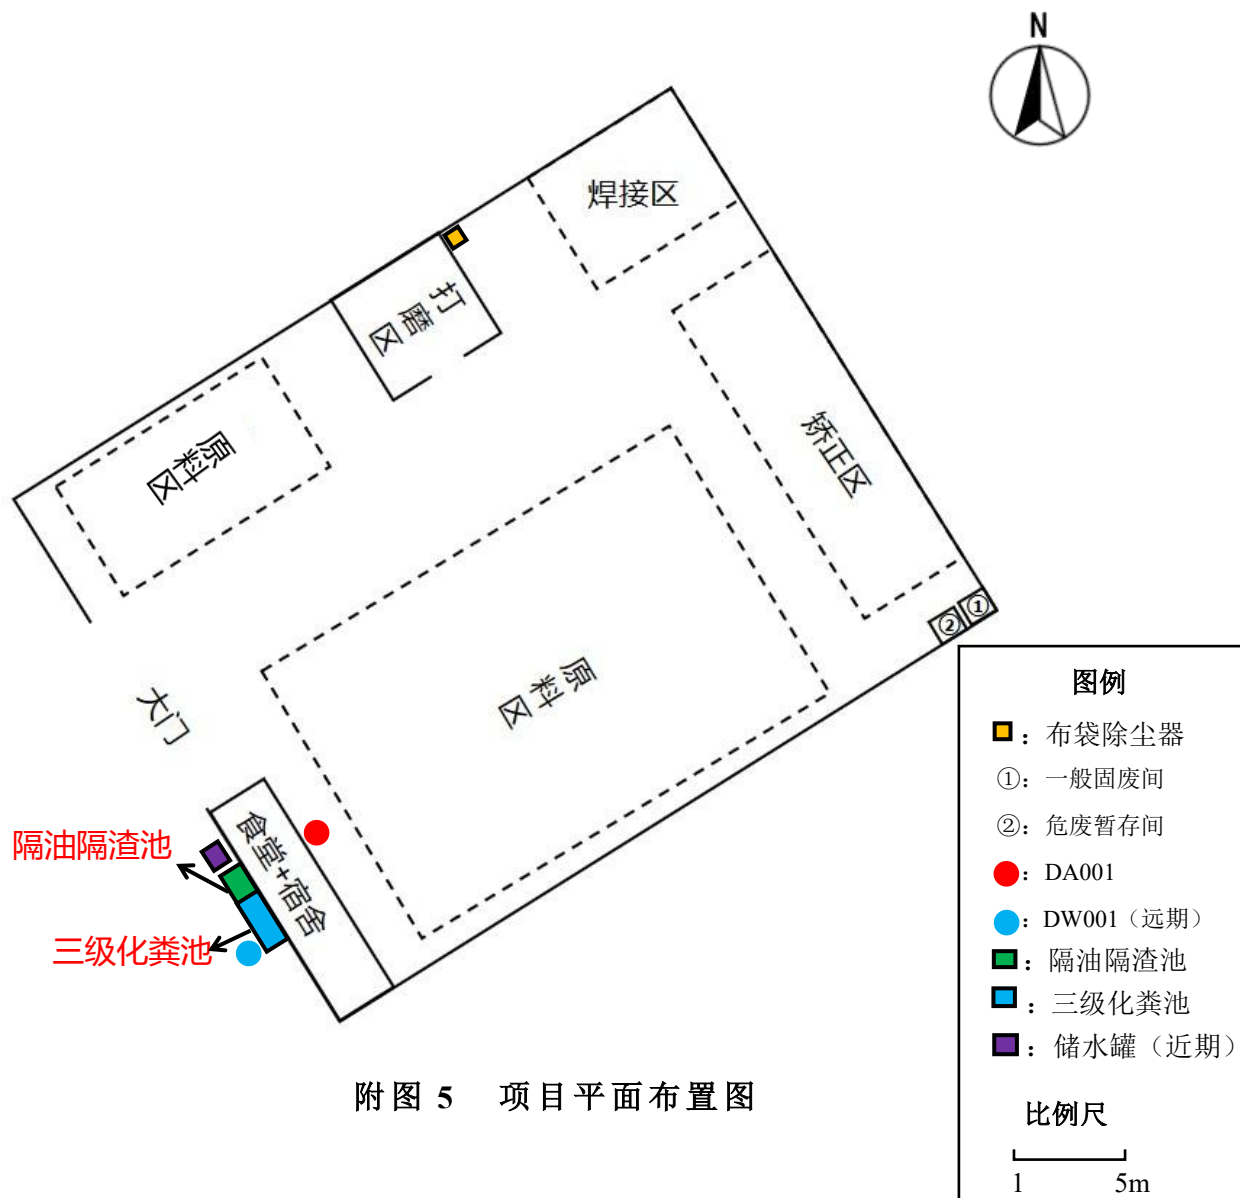 N
焊接区
打磨区
原料区
矫正区
①
②
原料区
大门
食堂+宿舍
隔油隔渣池
三级化粪池
图例
：布袋除尘器
①：一般固废间
②：危废暂存间
：DA001
：DW001（远期）
：隔油隔渣池
：三级化粪池
：储水罐（近期）
比例尺
1 5m
附图 5 项目平面布置图